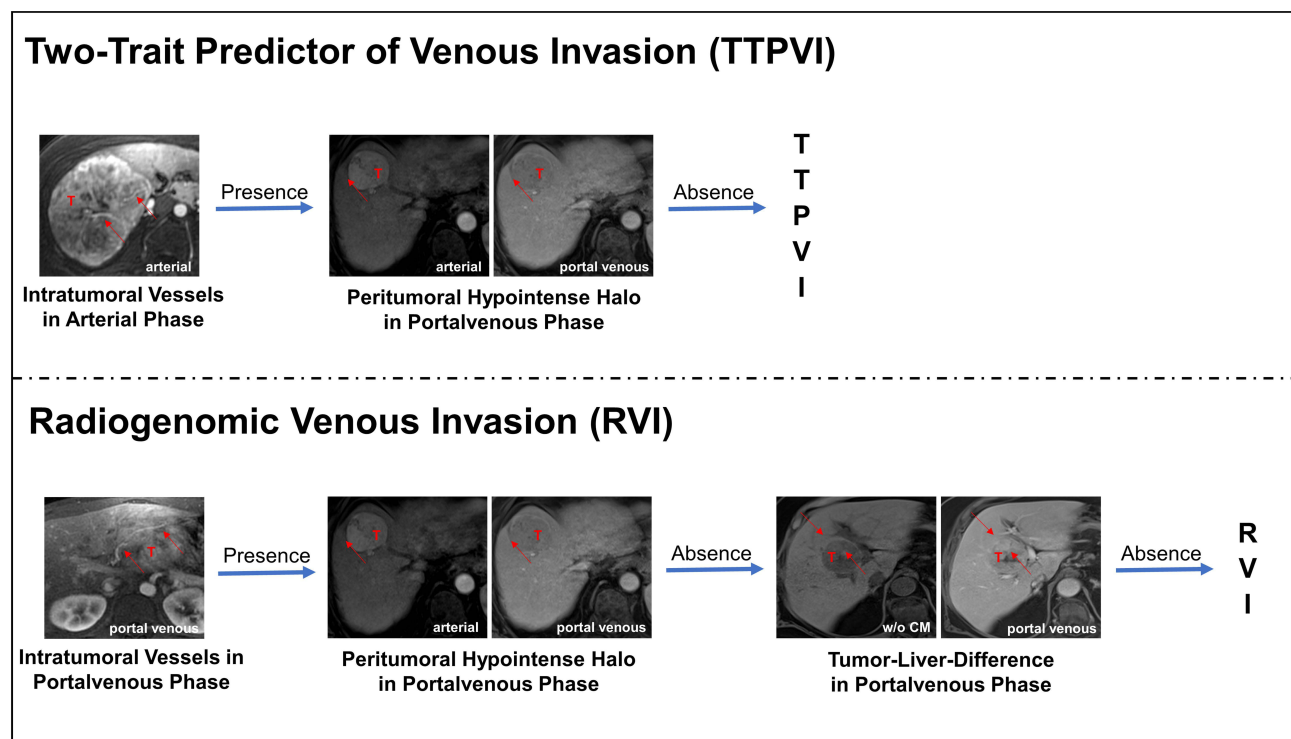 Two-Trait Predictor of Venous Invasion (TTPVI)
T
arterial
Intratumoral Vessels
in Arterial Phase
Presence
T
arterial
T
portal venous
Peritumoral Hypointense Halo
in Portalvenous Phase
Absence
T
T
P
V
I
Radiogenomic Venous Invasion (RVI)
T
portal venous
Intratumoral Vessels in
Portalvenous Phase
Presence
T
arterial
T
portal venous
Peritumoral Hypointense Halo
in Portalvenous Phase
Absence
T
w/o CM
T
portal venous
Tumor-Liver-Difference
in Portalvenous Phase
Absence
R
V
I